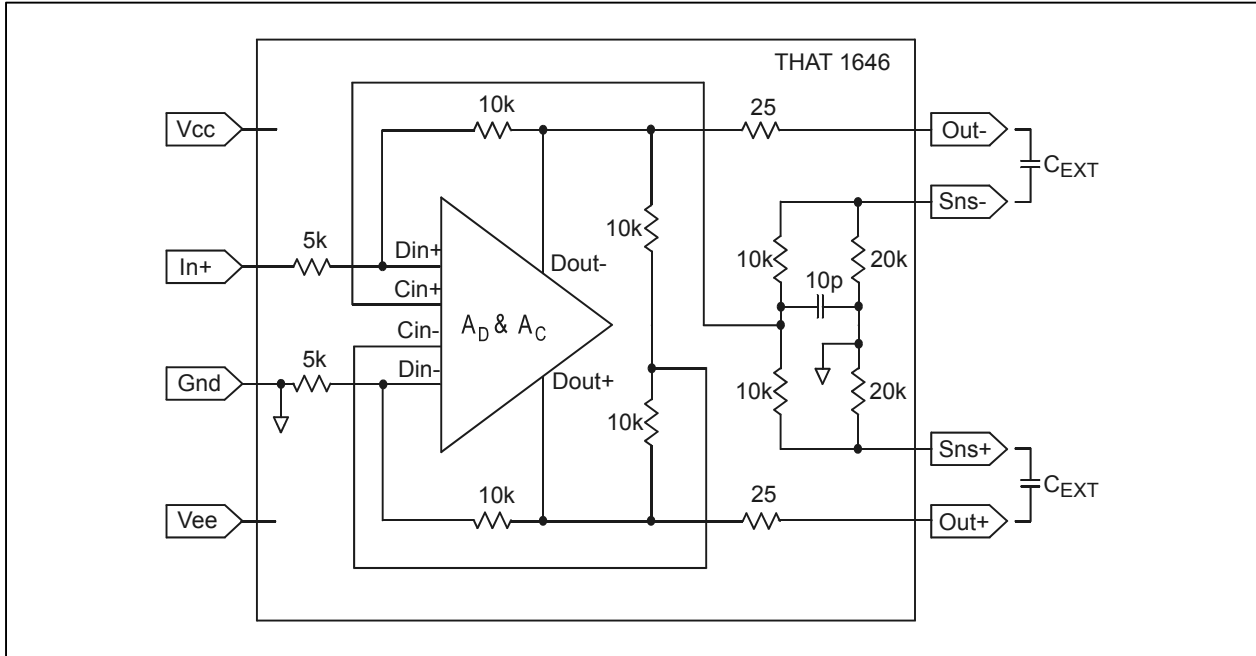 THAT 1646
Vcc
10k
25
Out-
CEXT
Sns-
10k
10k
20k
5k
In+
Din+
Dout-
10p
Cin+
AD & AC
Cin-
5k
Gnd
Din-
Dout+
10k
10k
20k
Sns+
CEXT
10k
25
Vee
Out+